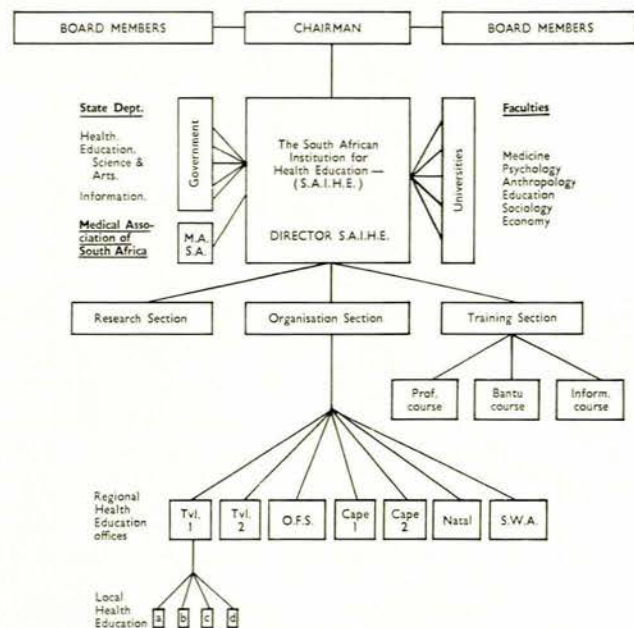 BOARD MEMBERS
CHAIRMAN
BOARD MEMBERS
State Dept.
Health.
Education.
Science &
Arts.
Information.
Medical Asso-
ciation of
South Africa
Government
M.A.
S.A.
The South African
Institution for
Health Education —
(S.A.I.H.E.)
DIRECTOR S.A.I.H.E.
Universities
Faculties
Medicine
Psychology
Anthropology
Education
Sociology
Economy
Research Section
Organisation Section
Training Section
Prof.
course
Bantu
course
Inform.
course
Regional
Health
Education
offices
Tvl.
1
Tvl.
2
O.F.S.
Cape
1
Cape
2
Natal
S.W.A.
Local
Health
Education
a
b
c
d